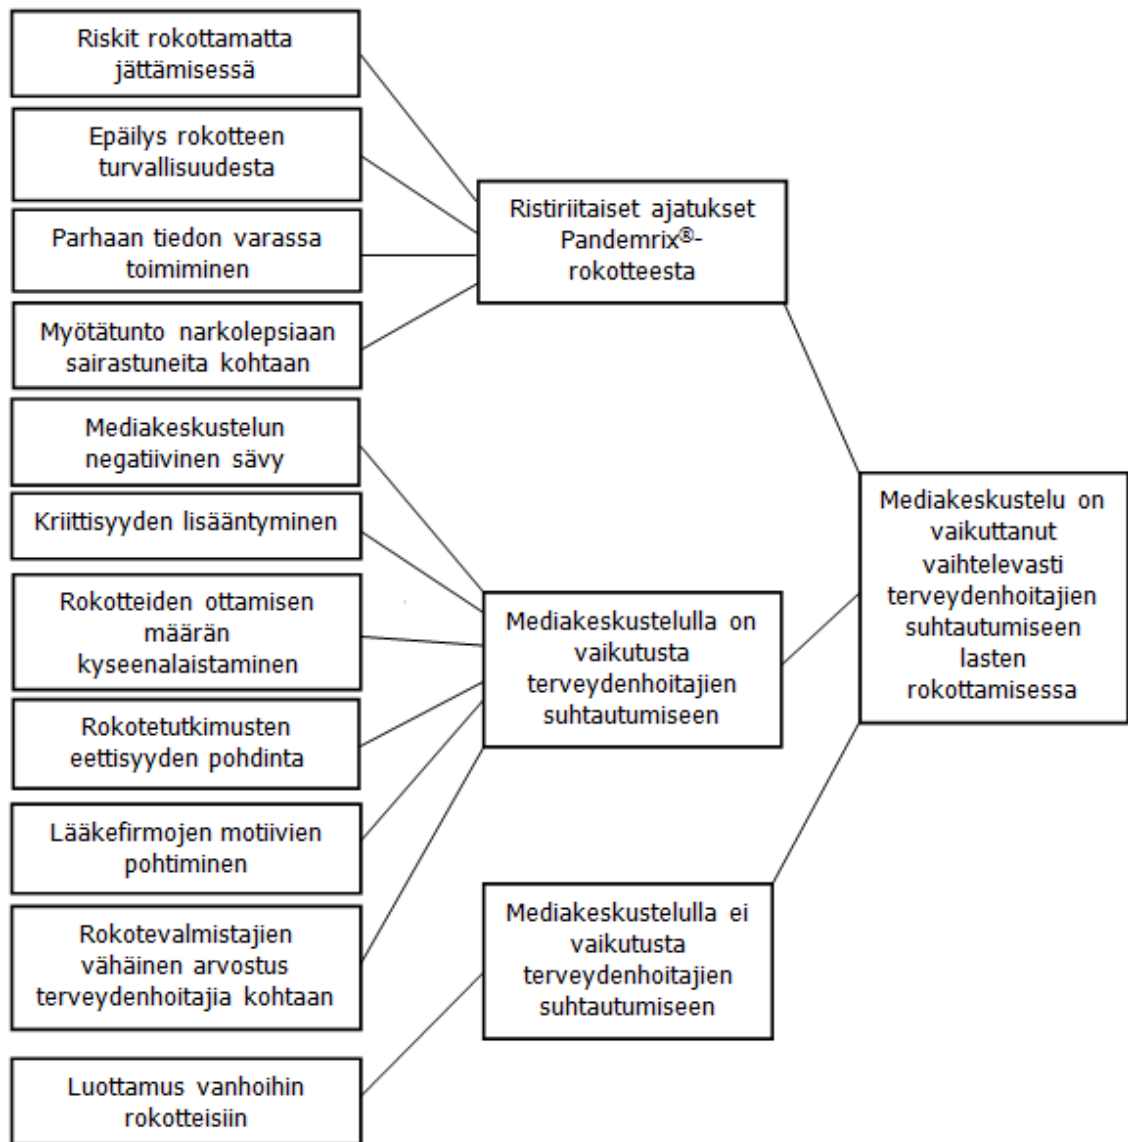 Riskit rokottamatta
jättämisessä
Epäilys rokotteen
turvallisuudesta
Parhaan tiedon varassa
toimiminen
Myötätunto narkolepsiaan
sairastuneita kohtaan
Mediakeskustelun
negatiivinen sävy
Kriittisyyden lisääntyminen
Rokotteiden ottamisen
määrän
kyseenalaistaminen
Rokotetutkimusten
eettisyyden pohdinta
Lääkefirmojen motiivien
pohtiminen
Rokotevalmistajien
vähäinen arvostus
terveydenhoitajia kohtaan
Luottamus vanhoihin
rokotteisiin
Ristiriitaiset ajatukset
Pandemrix®-
rokotteesta
Mediakeskustelulla on
vaikutusta
terveydenhoitajien
suhtautumiseen
Mediakeskustelulla ei
vaikutusta
terveydenhoitajien
suhtautumiseen
Mediakeskustelu on
vaikuttanut
vaihtelevasti
terveydenhoitajien
suhtautumiseen
lasten
rokottamisessa